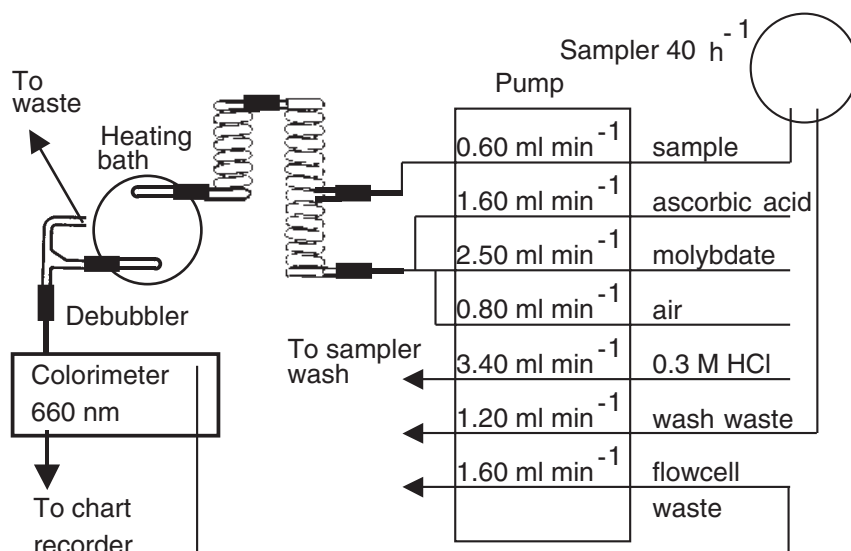 Sampler 40 h-1
Pump
To
waste
Heating
bath
0.60 ml min-1 sample
1.60 ml min-1 ascorbic acid
2.50 ml min-1 molybdate
0.80 ml min-1 air
Debubbler
To sampler
wash
3.40 ml min-1 0.3 M HCl
Colorimeter
660 nm
1.20 ml min-1 wash waste
1.60 ml min-1 flowcell
waste
To chart
recorder